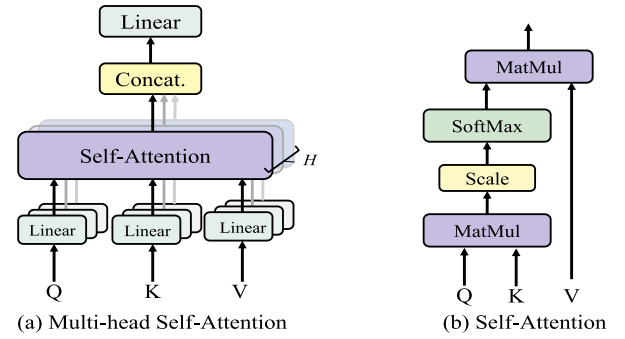 Linear
Concat.
Self-Attention
H
Linear Linear Linear
Q K V
(a) Multi-head Self-Attention
MatMul
SoftMax
Scale
MatMul
Q K V
(b) Self-Attention